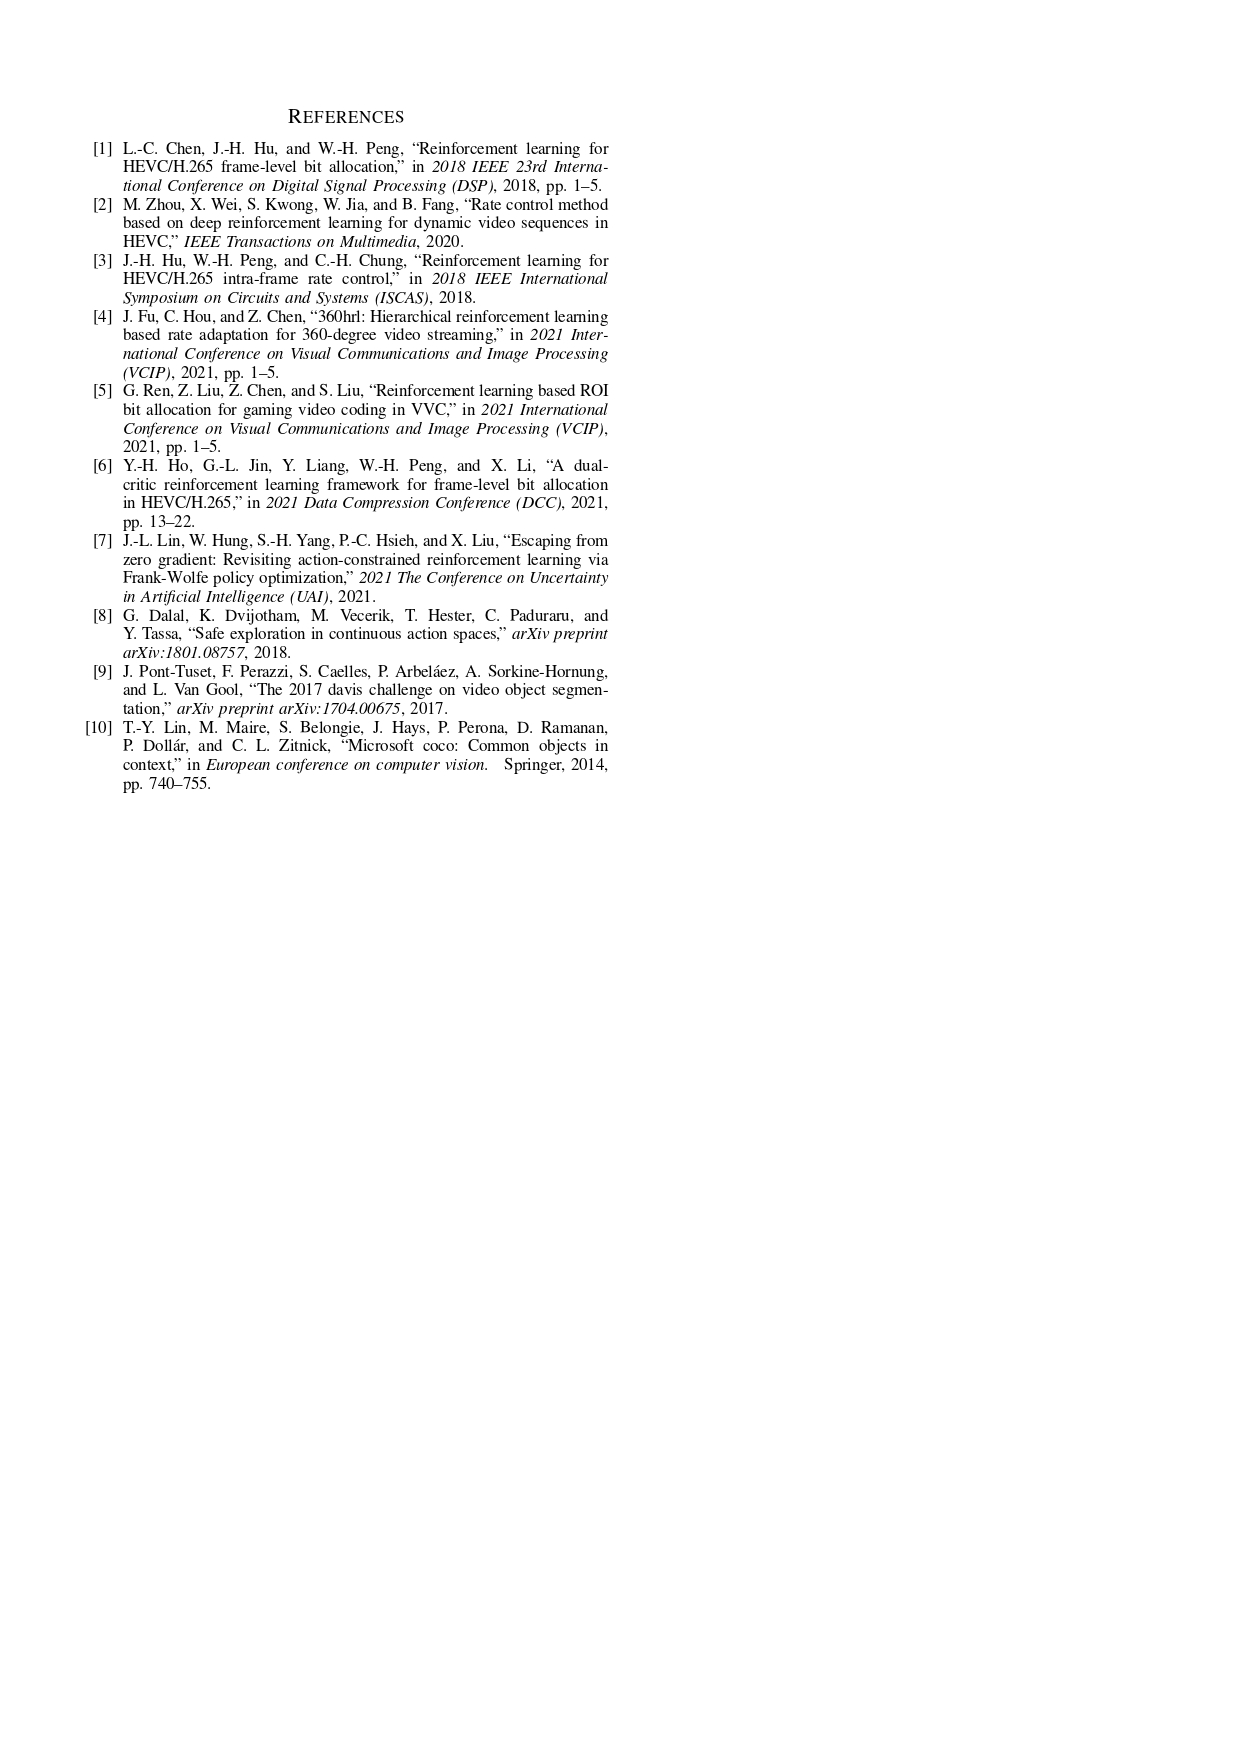 REFERENCES
[1] L.-C. Chen, J.-H. Hu, and W.-H. Peng, “Reinforcement learning for
HEVC/H.265 frame-level bit allocation,” in 2018 IEEE 23rd Interna-
tional Conference on Digital Signal Processing (DSP), 2018, pp. 1–5.
[2] M. Zhou, X. Wei, S. Kwong, W. Jia, and B. Fang, “Rate control method
based on deep reinforcement learning for dynamic video sequences in
HEVC,” IEEE Transactions on Multimedia, 2020.
[3] J.-H. Hu, W.-H. Peng, and C.-H. Chung, “Reinforcement learning for
HEVC/H.265 intra-frame rate control,” in 2018 IEEE International
Symposium on Circuits and Systems (ISCAS), 2018.
[4] J. Fu, C. Hou, and Z. Chen, “360hrl: Hierarchical reinforcement learning
based rate adaptation for 360-degree video streaming,” in 2021 Inter-
national Conference on Visual Communications and Image Processing
(VCIP), 2021, pp. 1–5.
[5] G. Ren, Z. Liu, Z. Chen, and S. Liu, “Reinforcement learning based ROI
bit allocation for gaming video coding in VVC,” in 2021 International
Conference on Visual Communications and Image Processing (VCIP),
2021, pp. 1–5.
[6] Y.-H. Ho, G.-L. Jin, Y. Liang, W.-H. Peng, and X. Li, “A dual-
critic reinforcement learning framework for frame-level bit allocation
in HEVC/H.265,” in 2021 Data Compression Conference (DCC), 2021,
pp. 13–22.
[7] J.-L. Lin, W. Hung, S.-H. Yang, P.-C. Hsieh, and X. Liu, “Escaping from
zero gradient: Revisiting action-constrained reinforcement learning via
Frank-Wolfe policy optimization,” 2021 The Conference on Uncertainty
in Artificial Intelligence (UAI), 2021.
[8] G. Dalal, K. Dvijotham, M. Vecerik, T. Hester, C. Paduraru, and
Y. Tassa, “Safe exploration in continuous action spaces,” arXiv preprint
arXiv:1801.08757, 2018.
[9] J. Pont-Tuset, F. Perazzi, S. Caelles, P. Arbeláez, A. Sorkine-Hornung,
and L. Van Gool, “The 2017 davis challenge on video object segmen-
tation,” arXiv preprint arXiv:1704.00675, 2017.
[10] T.-Y. Lin, M. Maire, S. Belongie, J. Hays, P. Perona, D. Ramanan,
P. Dollár, and C. L. Zitnick, “Microsoft coco: Common objects in
context,” in European conference on computer vision. Springer, 2014,
pp. 740–755.